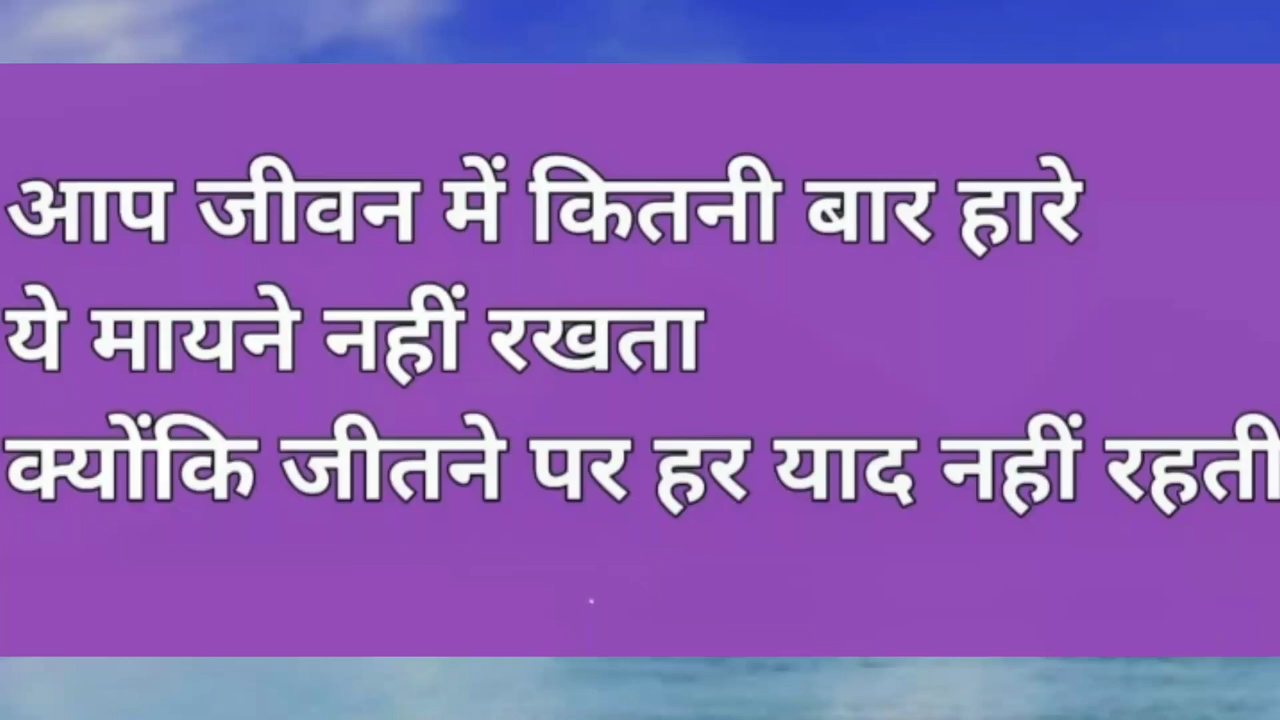 आप जीवन में कितनी बार हारे
ये मायने नहीं रखता
क्योंकि जीतने पर हर याद नहीं रहती